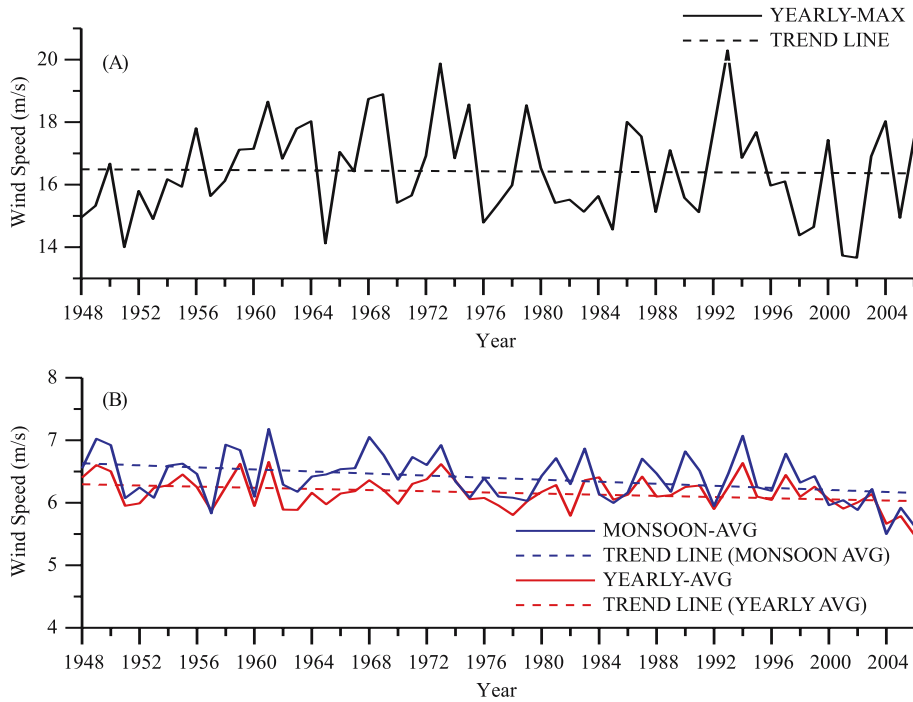 YEARLY-MAX
TREND LINE
(A)
20
18
16
14
Wind Speed (m/s)
1948 1952 1956 1960 1964 1968 1972 1976 1980 1984 1988 1992 1996 2000 2004
Year
(B)
8
7
6
5
4
Wind Speed (m/s)
MONSOON-AVG
TREND LINE (MONSOON AVG)
YEARLY-AVG
TREND LINE (YEARLY AVG)
1948 1952 1956 1960 1964 1968 1972 1976 1980 1984 1988 1992 1996 2000 2004
Year